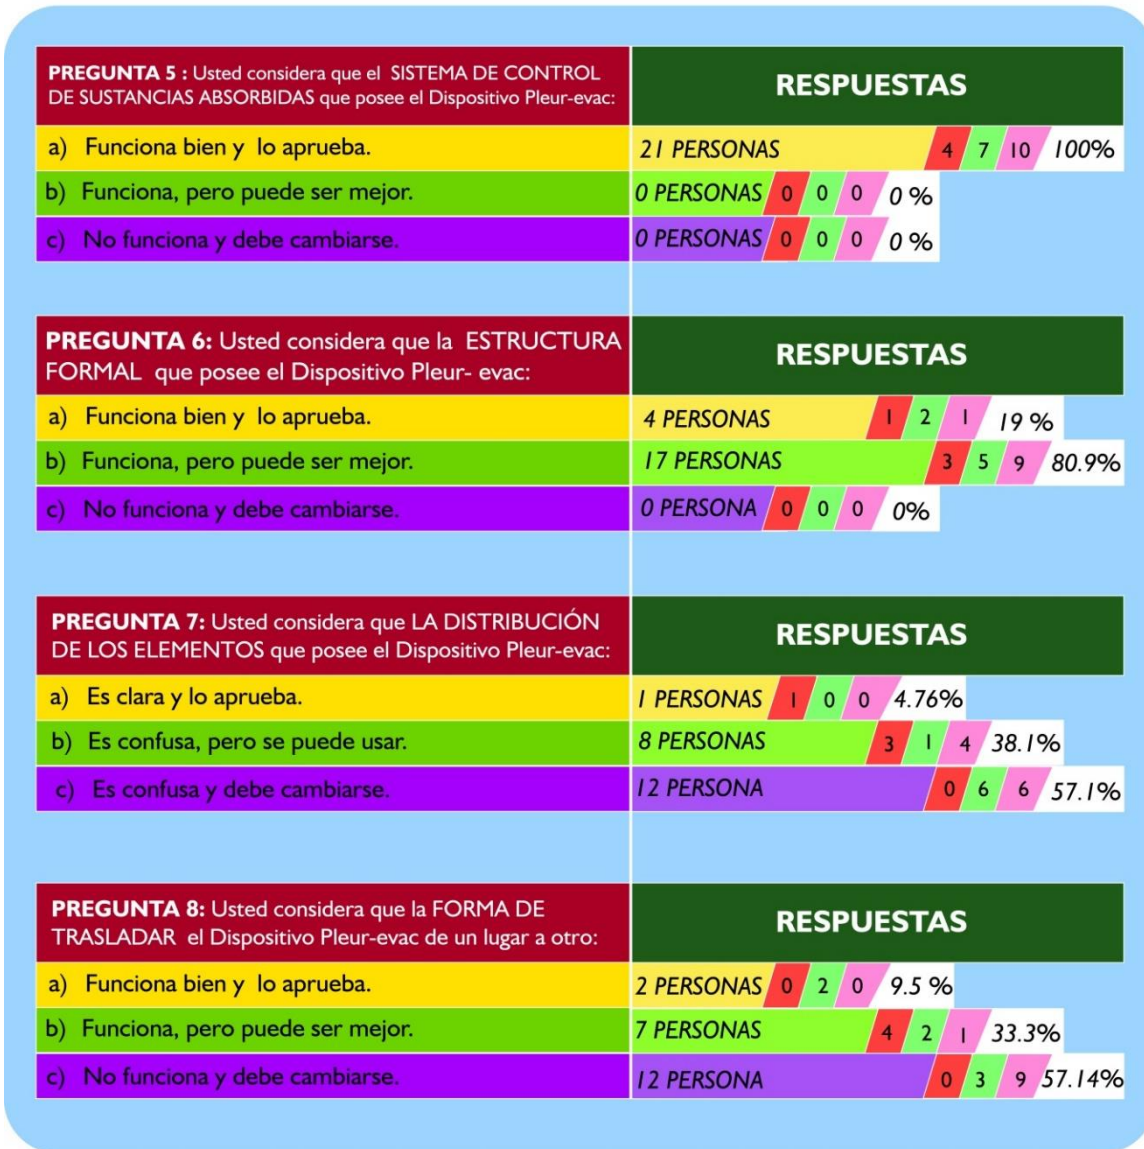 PREGUNTA 5 : Usted considera que el SISTEMA DE CONTROL
DE SUSTANCIAS ABSORBIDAS que posee el Dispositivo Pleur-evac:
RESPUESTAS
a) Funciona bien y lo aprueba.
21 PERSONAS 4 7 10 100%
b) Funciona, pero puede ser mejor.
0 PERSONAS 0 0 0 0 %
c) No funciona y debe cambiarse.
0 PERSONAS 0 0 0 0 %
PREGUNTA 6: Usted considera que la ESTRUCTURA
FORMAL que posee el Dispositivo Pleur- evac:
RESPUESTAS
a) Funciona bien y lo aprueba.
4 PERSONAS 1 2 1 19 %
b) Funciona, pero puede ser mejor.
17 PERSONAS 3 5 9 80.9%
c) No funciona y debe cambiarse.
0 PERSONA 0 0 0 0%
PREGUNTA 7: Usted considera que LA DISTRIBUCIÓN
DE LOS ELEMENTOS que posee el Dispositivo Pleur-evac:
RESPUESTAS
a) Es clara y lo aprueba.
1 PERSONAS 1 0 0 4.76%
b) Es confusa, pero se puede usar.
8 PERSONAS 3 1 4 38.1%
c) Es confusa y debe cambiarse.
12 PERSONA 0 6 6 57.1%
PREGUNTA 8: Usted considera que la FORMA DE
TRASLADAR el Dispositivo Pleur-evac de un lugar a otro:
RESPUESTAS
a) Funciona bien y lo aprueba.
2 PERSONAS 0 2 0 9.5 %
b) Funciona, pero puede ser mejor.
7 PERSONAS 4 2 1 33.3%
c) No funciona y debe cambiarse.
12 PERSONA 0 3 9 57.14%